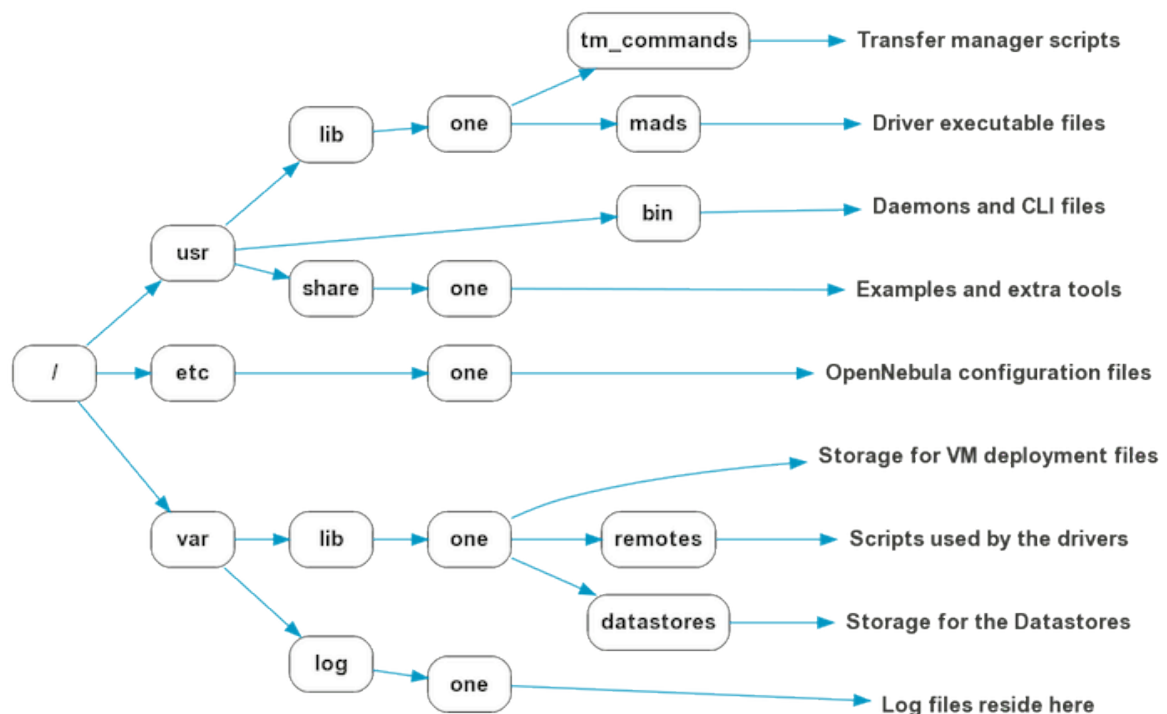 tm_commands
Transfer manager scripts
lib
one
mads
Driver executable files
bin
Daemons and CLI files
usr
share
one
Examples and extra tools
/
etc
one
OpenNebula configuration files
Storage for VM deployment files
var
lib
one
remotes
Scripts used by the drivers
datastores
Storage for the Datastores
log
one
Log files reside here